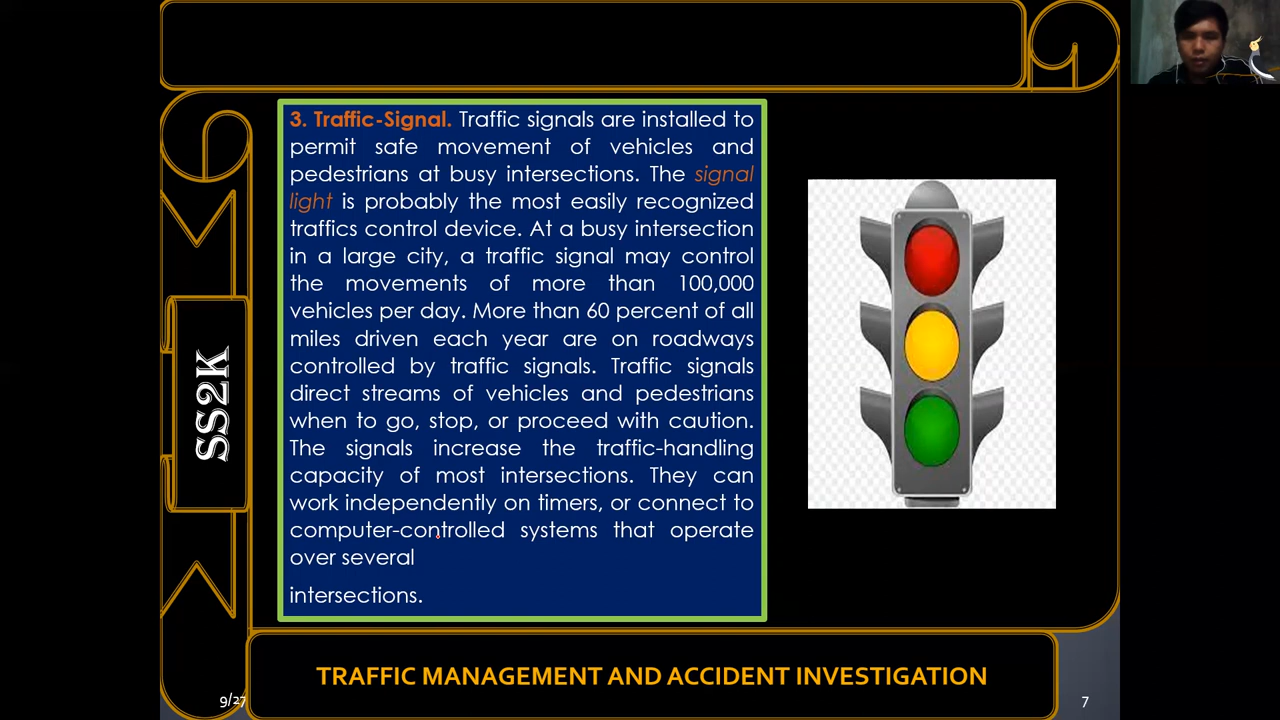 3. Traffic-Signal. Traffic signals are installed to
permit safe movement of vehicles and
pedestrians at busy intersections. The signal
light is probably the most easily recognized
traffics control device. At a busy intersection
in a large city, a traffic signal may control
the movements of more than 100,000
vehicles per day. More than 60 percent of all
miles driven each year are on roadways
controlled by traffic signals. Traffic signals
direct streams of vehicles and pedestrians
when to go, stop, or proceed with caution.
The signals increase the traffic-handling
capacity of most intersections. They can
work independently on timers, or connect to
computer-controlled systems that operate
over several
intersections.
SS2K
TRAFFIC MANAGEMENT AND ACCIDENT INVESTIGATION
9/27
7